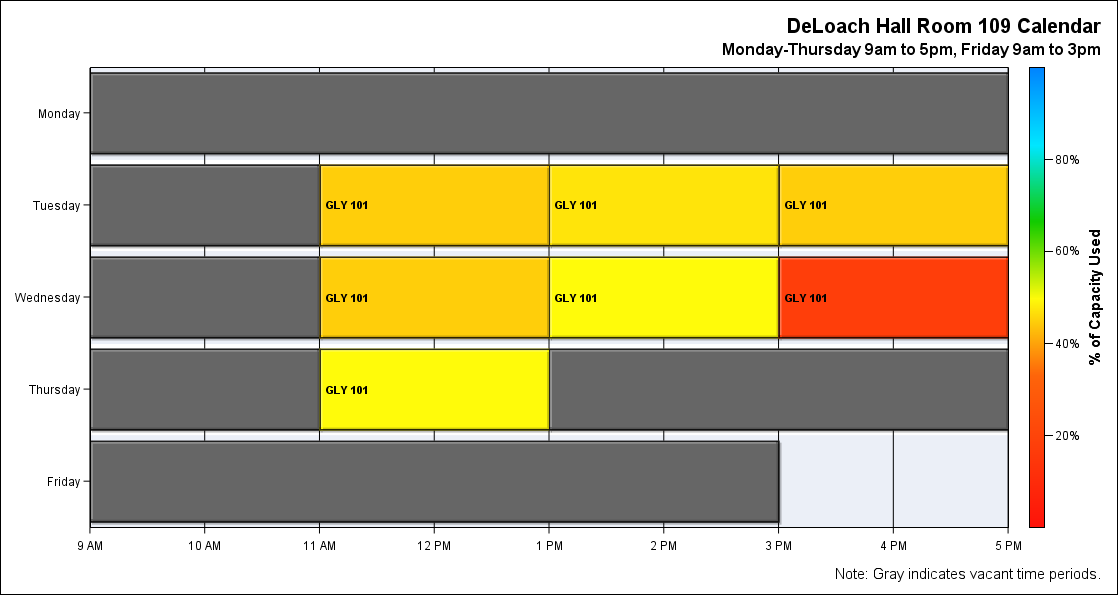 DeLoach Hall Room 109 Calendar
Monday-Thursday 9am to 5pm, Friday 9am to 3pm
Monday
Tuesday
GLY 101
GLY 101
GLY 101
Wednesday
GLY 101
GLY 101
GLY 101
Thursday
GLY 101
Friday
9 AM
10 AM
11 AM
12 PM
1 PM
2 PM
3 PM
4 PM
5 PM
80%
60%
40%
20%
% of Capacity Used
Note: Gray indicates vacant time periods.